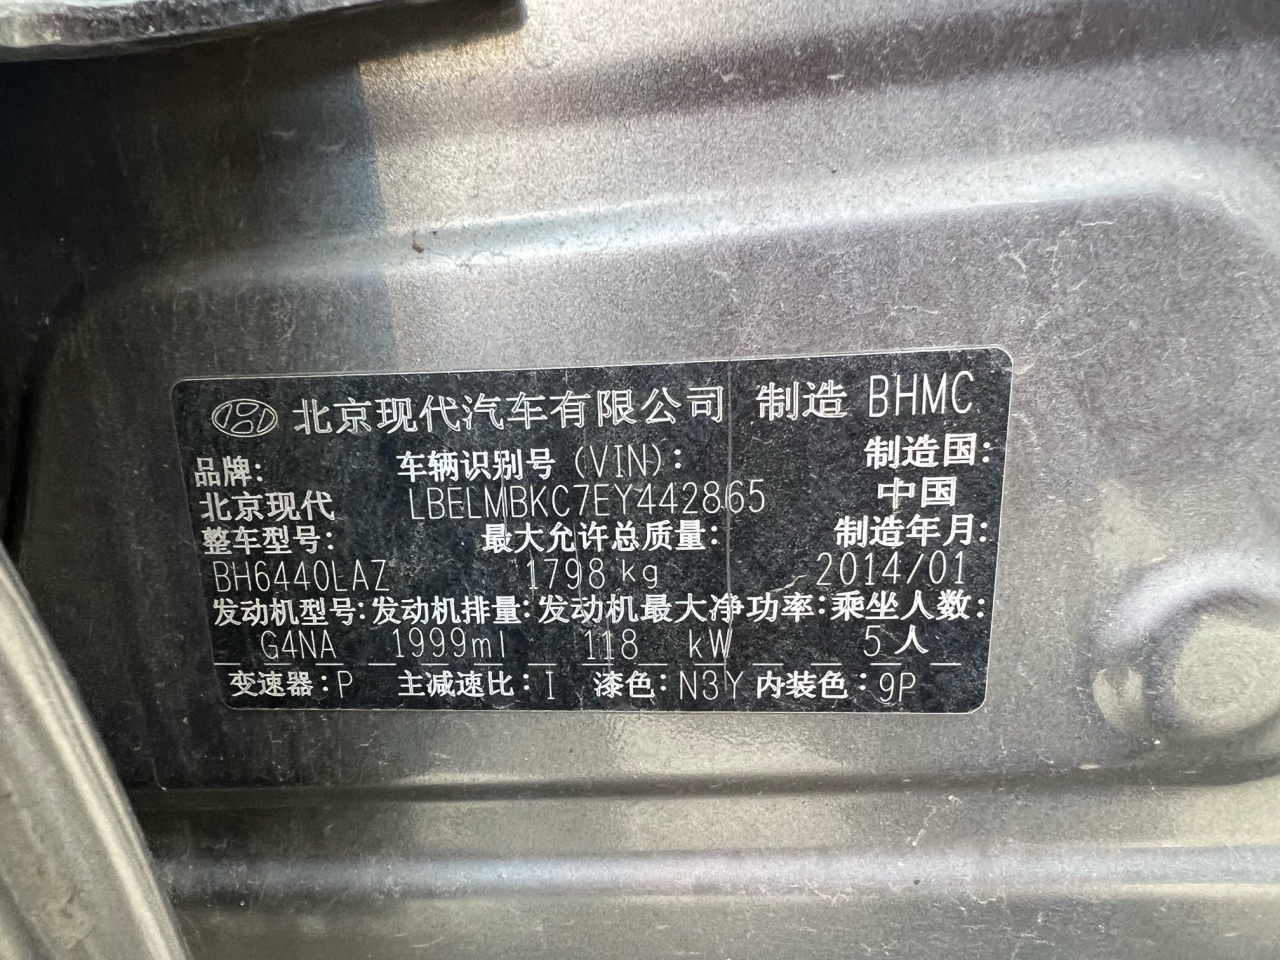 北京现代汽车有限公司 制造 BHMC
品牌: 车辆识别号(VIN): 制造国:
北京现代 LBELMBKC7EY442865 中国
整车型号: 最大允许总质量: 制造年月:
BH6440LAZ 1798kg 2014/01
发动机型号: 发动机排量: 发动机最大净功率: 乘坐人数:
G4NA 1999ml 118 kW 5人
变速器:P 主减速比:I 漆色:N3Y 内装色:9P